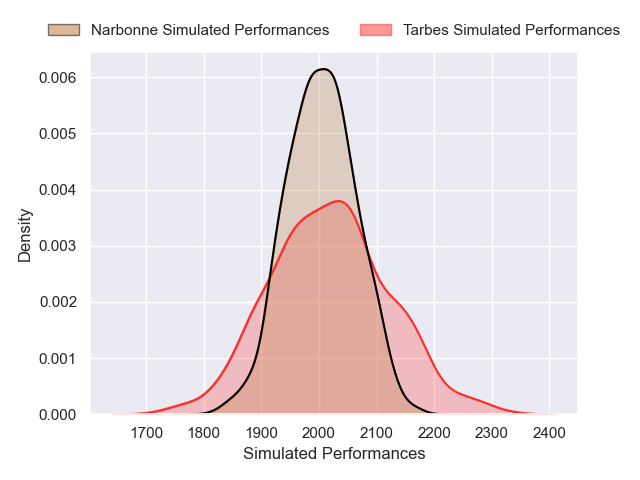 Narbonne Simulated Performances Tarbes Simulated Performances
0.006
0.005
0.004
0.003
0.002
0.001
0.000
Density
1700 1800 1900 2000 2100 2200 2300 2400
Simulated Performances